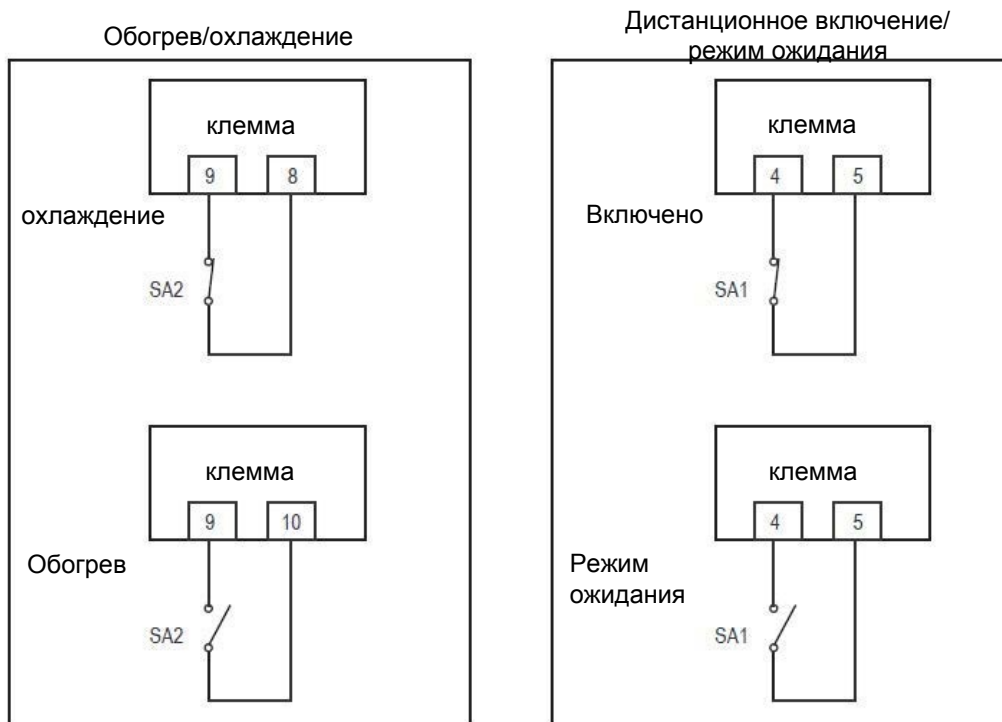 Обогрев/охлаждение
клемма
9 8
охлаждение
SA2
клемма
9 10
Обогрев
SA2
Дистанционное включение/
режим ожидания
клемма
4 5
Включено
SA1
клемма
4 5
Режим
ожидания
SA1